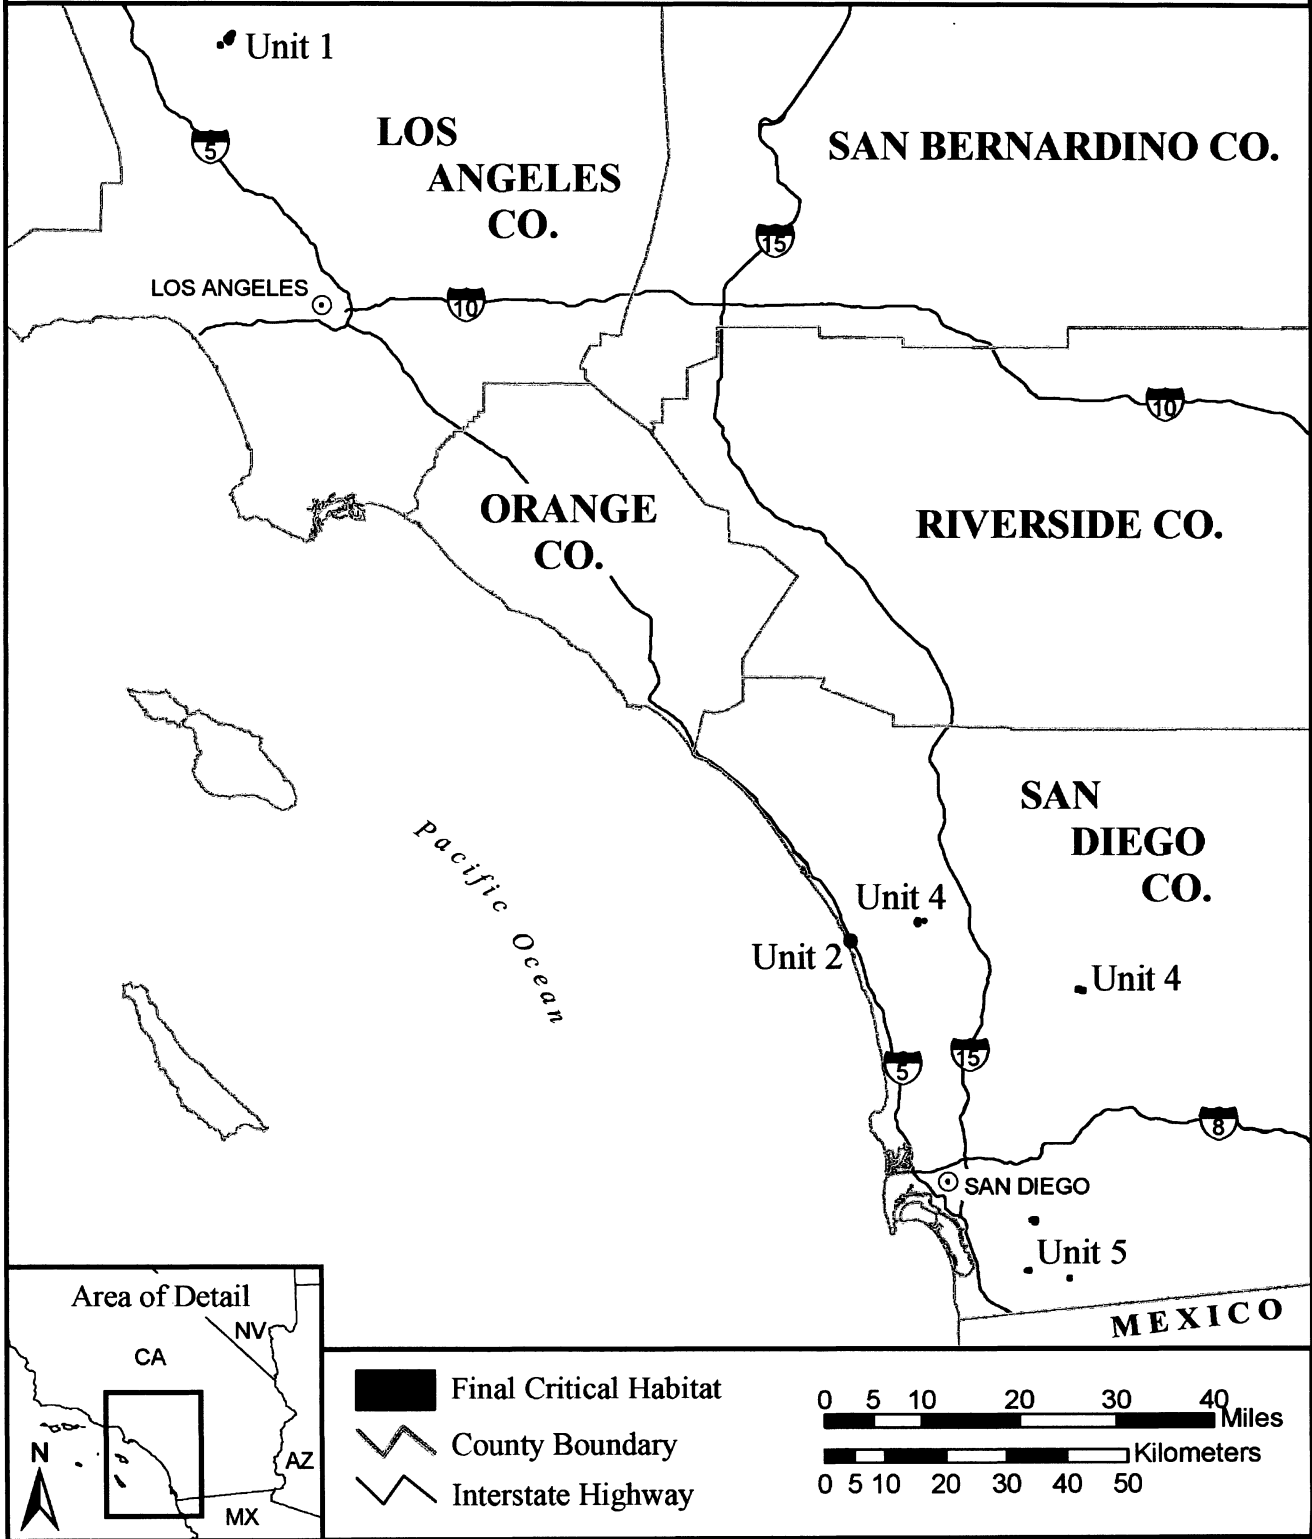 Unit 1
5
LOS
ANGELES
CO.
SAN BERNARDINO CO.
15
LOS ANGELES
10
10
ORANGE
CO.
RIVERSIDE CO.
SAN
DIEGO
CO.
Pacific Ocean
Unit 4
Unit 2
Unit 4
5
15
8
SAN DIEGO
Unit 5
MEXICO
Area of Detail
NV
CA
N
AZ
MX
Final Critical Habitat
County Boundary
Interstate Highway
0 5 10 20 30 40
Miles
Kilometers
0 5 10 20 30 40 50